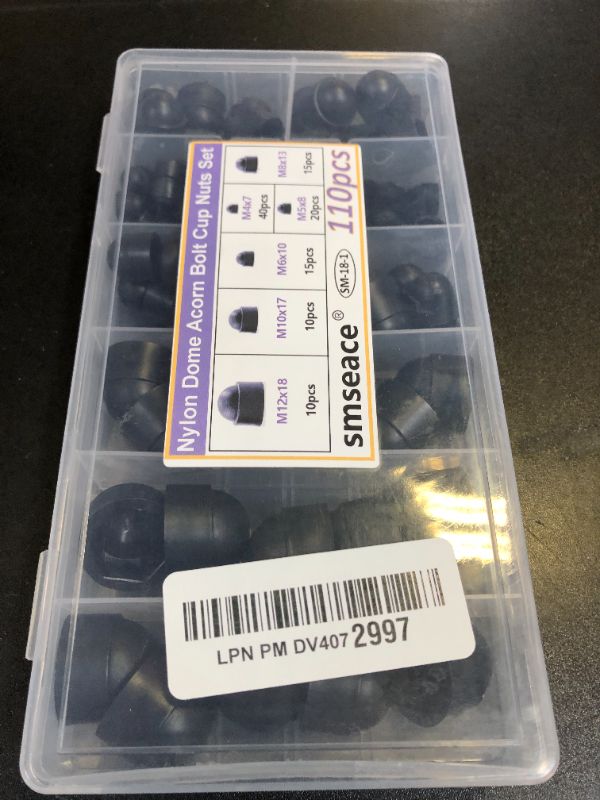 Nylon Dome Acorn Bolt Cup Nuts Set
M12x18
10pcs
M10x17
10pcs
M6x10
15pcs
M4x7
40pcs
M5x8
20pcs
M8x13
15pcs
smseace®
SM-18-1
110pcs
LPN PM DV407 2997